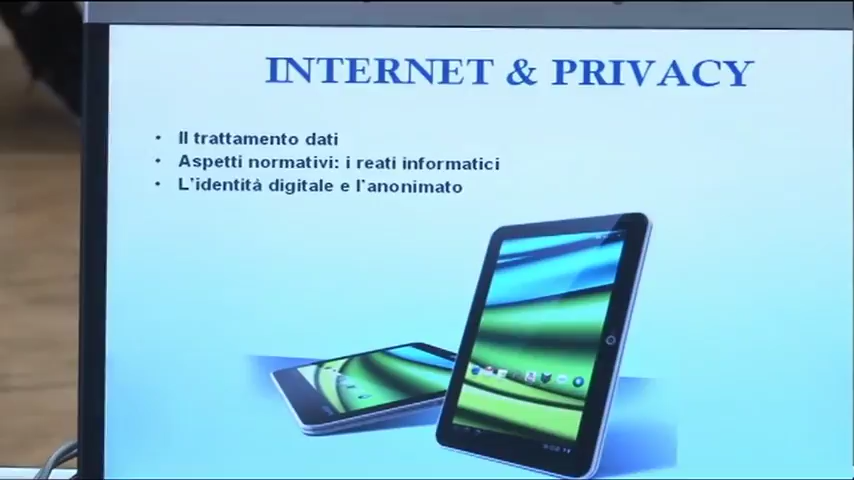 INTERNET & PRIVACY
• Il trattamento dati
• Aspetti normativi: i reati informatici
• L'identità digitale e l'anonimato